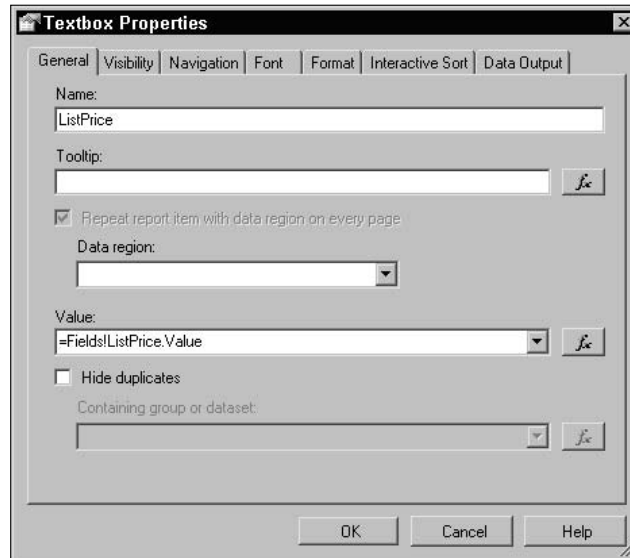 Textbox Properties
General Visibility Navigation Font Format Interactive Sort Data Output
Name:
ListPrice
Tooltip:
fx
Repeat report item with data region on every page
Data region:
Value:
=Fields!ListPrice.Value fx
Hide duplicates
Containing group or dataset:
fx
OK Cancel Help